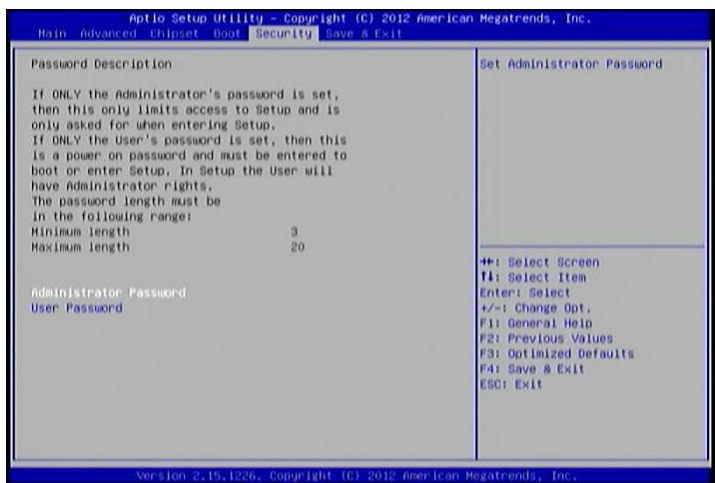 Aptio Setup Utility - Copyright (C) 2012 American Megatrends, Inc.
Main Advanced Chipset Boot Security Save & Exit
Password Description
If ONLY the Administrator's password is set,
then this only limits access to Setup and is
only asked for when entering Setup.
If ONLY the User's password is set, then this
is a power on password and must be entered to
boot or enter Setup. In Setup the User will
have Administrator rights.
The password length must be
in the following range:
Minimum length 3
Maximum length 20
Administrator Password
User Password
Set Administrator Password
→←: Select Screen
↑↓: Select Item
Enter: Select
+/-: Change Opt.
F1: General Help
F2: Previous Values
F3: Optimized Defaults
F4: Save & Exit
ESC: Exit
Version 2.15.1226. Copyright (C) 2012 American Megatrends, Inc.